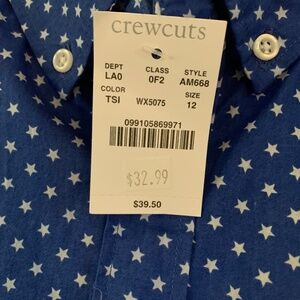 crewcuts
DEPT CLASS STYLE
LA0 0F2 AM668
COLOR SIZE
TSI WX5075 12
099105869971
$32.99
$39.50